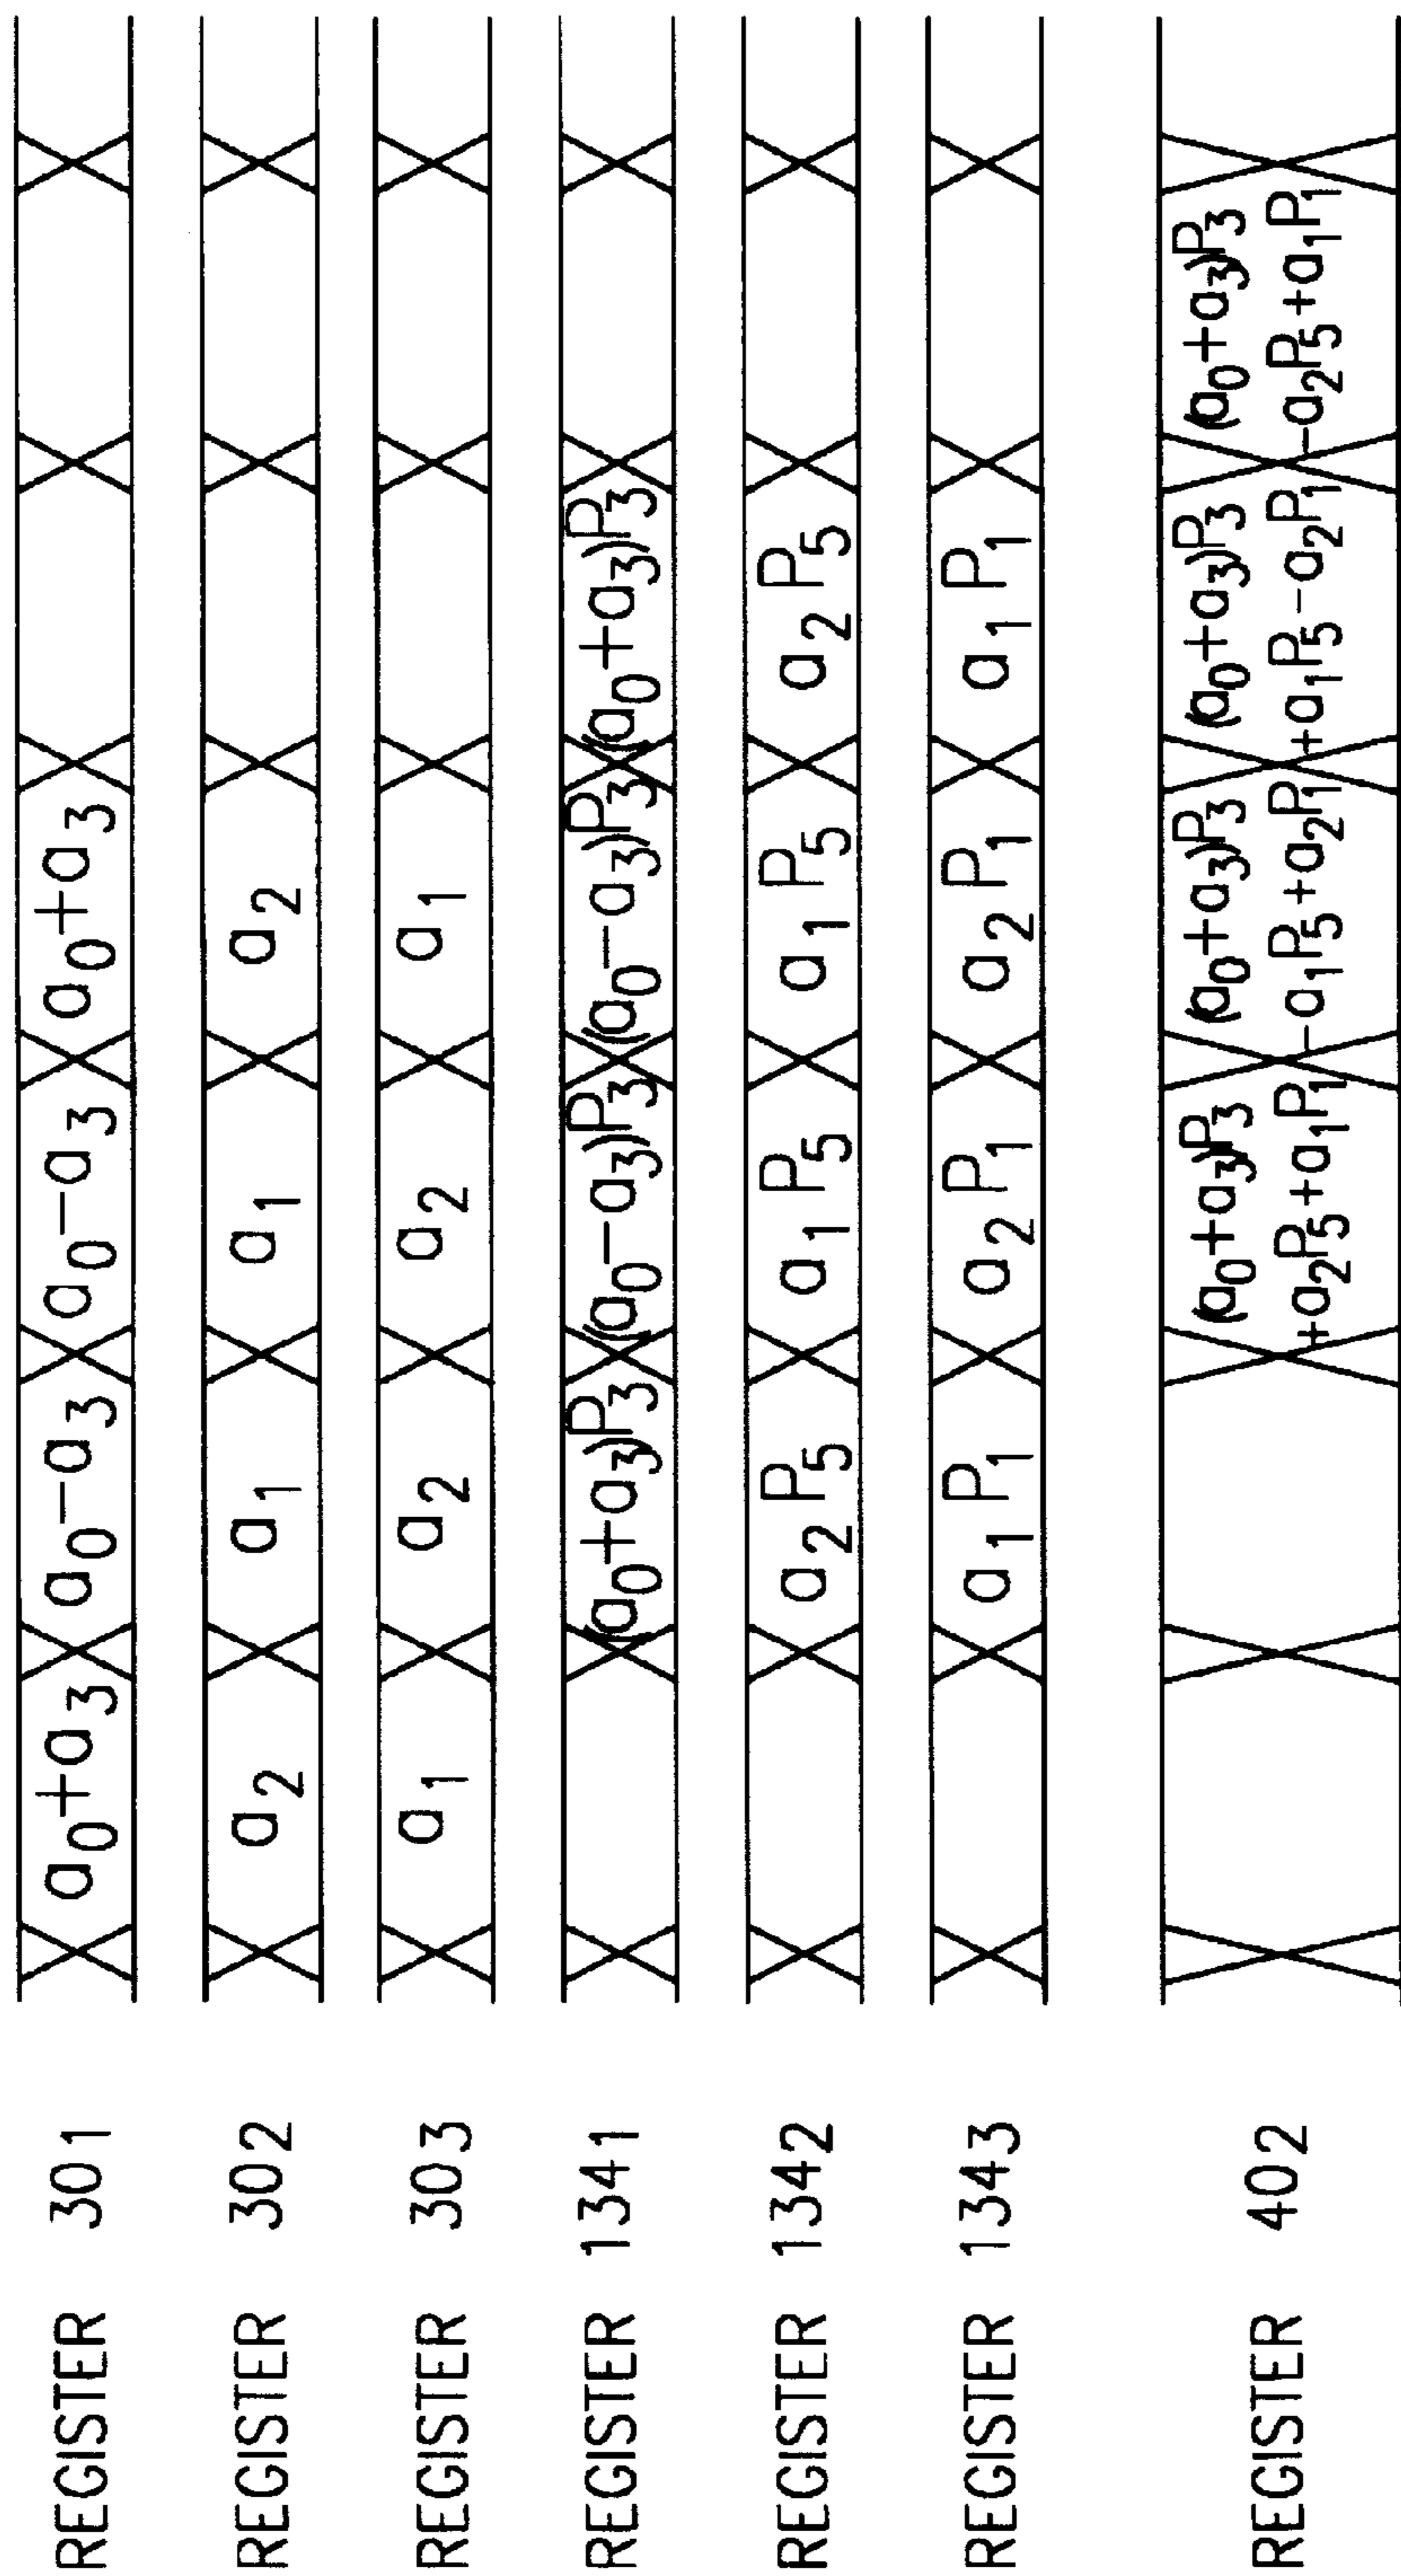 REGISTER 30₁ a₀+a₃ a₀−a₃ a₀−a₃ a₀+a₃
REGISTER 30₂ a₂ a₁ a₁ a₂
REGISTER 30₃ a₁ a₂ a₂ a₁
REGISTER 134₁ (a₀+a₃)P₃ (a₀−a₃)P₃ (a₀−a₃)P₃ (a₀+a₃)P₃
REGISTER 134₂ a₂P₅ a₁P₅ a₁P₅ a₂P₅
REGISTER 134₃ a₁P₁ a₂P₁ a₂P₁ a₁P₁
(a₀+a₃)P₃ (a₀+a₃)P₃ (a₀+a₃)P₃ (a₀+a₃)P₃
REGISTER 40₂
+a₂P₅+a₁P₁ −a₁P₅+a₂P₁ +a₁P₅−a₂P₁ −a₂P₅+a₁P₁